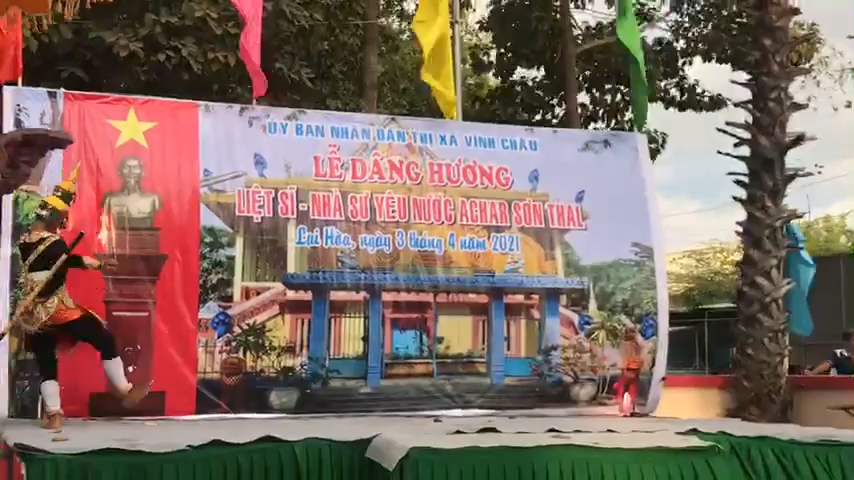 ỦY BAN NHÂN DÂN THỊ XÃ VĨNH CHÂU
LỄ DÂNG HƯƠNG
LIỆT SĨ - NHÀ SƯ YÊU NƯỚC ACHAR SƠN THAL
Lai Hòa, ngày 3 tháng 4 năm 2021